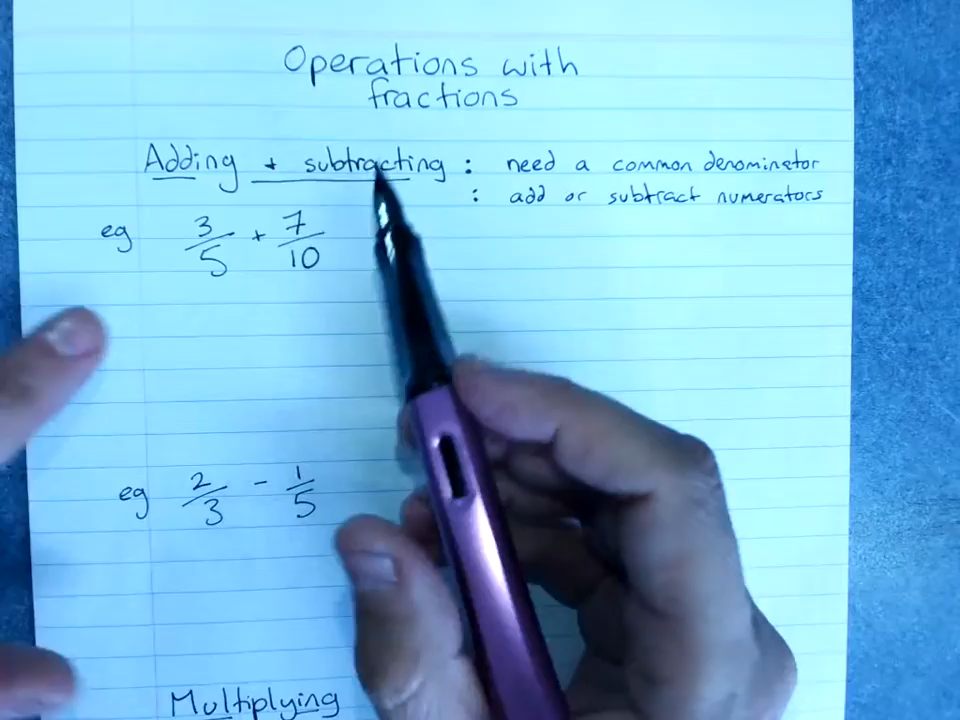 Operations with
fractions
Adding + subtracting : need a common denominator
: add or subtract numerators
eg 3/5 + 7/10
eg 2/3 - 1/5
Multiplying